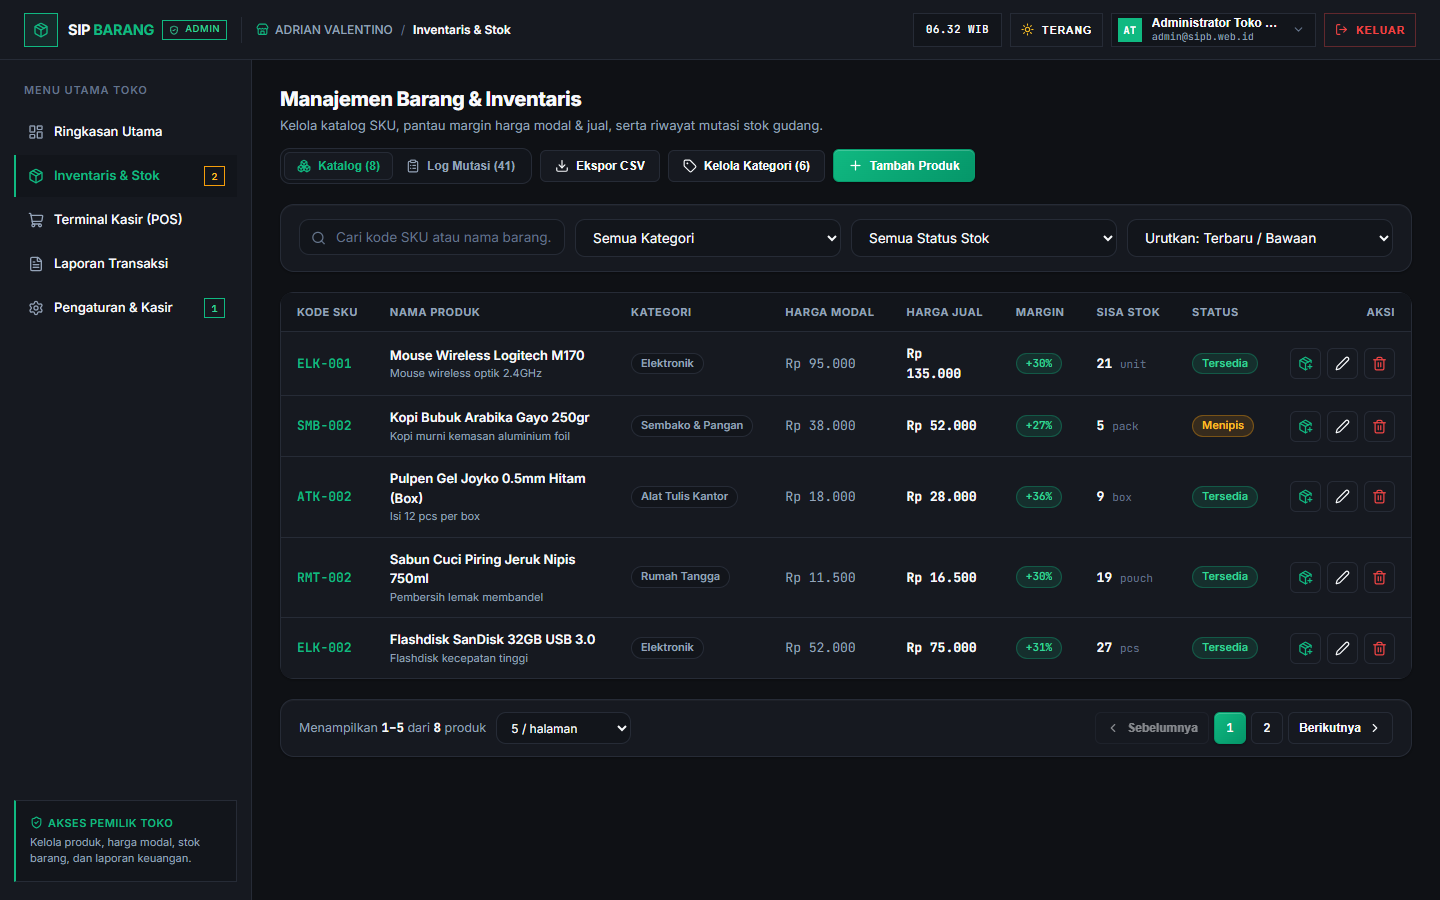 SIP BARANG ADMIN ADRIAN VALENTINO / Inventaris & Stok 06.32 WIB TERANG AT Administrator Toko ... KELUAR
admin@sipb.web.id
MENU UTAMA TOKO
Ringkasan Utama
Inventaris & Stok 2
Terminal Kasir (POS)
Laporan Transaksi
Pengaturan & Kasir 1
AKSES PEMILIK TOKO
Kelola produk, harga modal, stok
barang, dan laporan keuangan.
Manajemen Barang & Inventaris
Kelola katalog SKU, pantau margin harga modal & jual, serta riwayat mutasi stok gudang.
Katalog (8) Log Mutasi (41) Ekspor CSV Kelola Kategori (6) Tambah Produk
Cari kode SKU atau nama barang. Semua Kategori Semua Status Stok Urutkan: Terbaru / Bawaan
KODE SKU NAMA PRODUK KATEGORI HARGA MODAL HARGA JUAL MARGIN SISA STOK STATUS AKSI
ELK-001 Mouse Wireless Logitech M170 Elektronik Rp 95.000 Rp 135.000 +30% 21 unit Tersedia
Mouse wireless optik 2.4GHz
SMB-002 Kopi Bubuk Arabika Gayo 250gr Sembako & Pangan Rp 38.000 Rp 52.000 +27% 5 pack Menipis
Kopi murni kemasan aluminium foil
ATK-002 Pulpen Gel Joyko 0.5mm Hitam (Box) Alat Tulis Kantor Rp 18.000 Rp 28.000 +36% 9 box Tersedia
Isi 12 pcs per box
RMT-002 Sabun Cuci Piring Jeruk Nipis 750ml Rumah Tangga Rp 11.500 Rp 16.500 +30% 19 pouch Tersedia
Pembersih lemak membandel
ELK-002 Flashdisk SanDisk 32GB USB 3.0 Elektronik Rp 52.000 Rp 75.000 +31% 27 pcs Tersedia
Flashdisk kecepatan tinggi
Menampilkan 1–5 dari 8 produk 5 / halaman Sebelumnya 1 2 Berikutnya